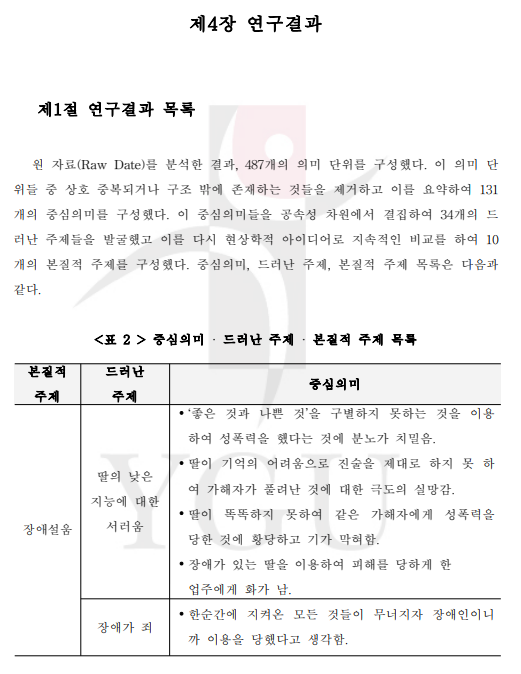 제4장 연구결과
제1절 연구결과 목록
원 자료(Raw Date)를 분석한 결과, 487개의 의미 단위를 구성했다. 이 의미 단
위들 중 상호 중복되거나 구조 밖에 존재하는 것들을 제거하고 이를 요약하여 131
개의 중심의미를 구성했다. 이 중심의미들을 공속성 차원에서 결집하여 34개의 드
러난 주제들을 발굴했고 이를 다시 현상학적 아이디어로 지속적인 비교를 하여 10
개의 본질적 주제를 구성했다. 중심의미, 드러난 주제, 본질적 주제 목록은 다음과
같다.
<표 2 > 중심의미 · 드러난 주제 · 본질적 주제 목록
본질적
주제
드러난
주제
중심의미
장애설움
딸의 낮은
지능에 대한
서러움
• ‘좋은 것과 나쁜 것’을 구별하지 못하는 것을 이용
하여 성폭력을 했다는 것에 분노가 치밀음.
• 딸이 기억의 어려움으로 진술을 제대로 하지 못 하
여 가해자가 풀려난 것에 대한 극도의 실망감.
• 딸이 똑똑하지 못하여 같은 가해자에게 성폭력을
당한 것에 황당하고 기가 막혀함.
• 장애가 있는 딸을 이용하여 피해를 당하게 한
업주에게 화가 남.
장애가 죄
• 한순간에 지켜온 모든 것들이 무너지자 장애인이니
까 이용을 당했다고 생각함.
YGU